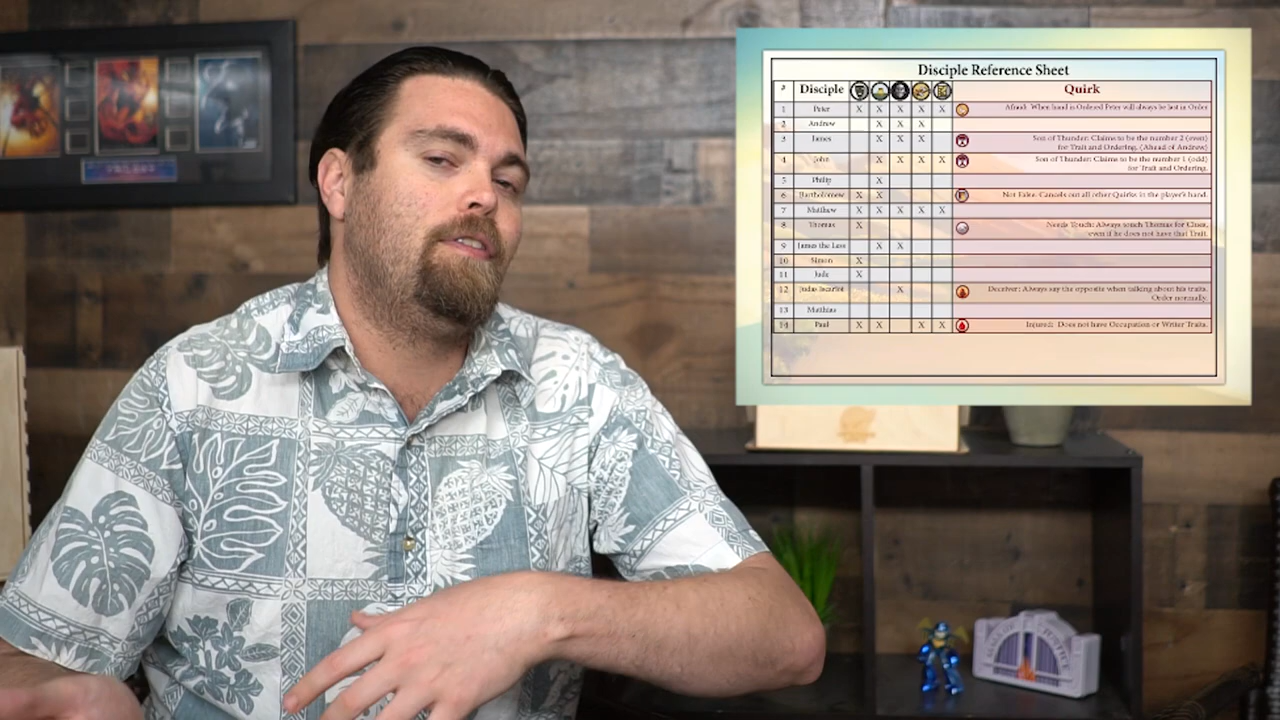 Disciple Reference Sheet
# Disciple Quirk
1 Peter X X X X X Afraid: When hand is Ordered Peter will always be last in Order
2 Andrew X X X
3 James X X X Son of Thunder: Claims to be the number 2 (even)
for Trait and Ordering. (Ahead of Andrew)
4 John X X X X Son of Thunder: Claims to be the number 1 (odd)
for Trait and Ordering.
5 Philip X
6 Bartholomew X X Not False: Cancels out all other Quirks in the player's hand.
7 Matthew X X X X X
8 Thomas X Needs Touch: Always touch Thomas for Clues,
even if he does not have that Trait.
9 James the Less X X
10 Simon X
11 Jude X
12 Judas Iscariot X Deceiver: Always say the opposite when talking about his traits.
Order normally.
13 Matthias
14 Paul X X X X Injured: Does not have Occupation or Writer Traits.
JUSTICE